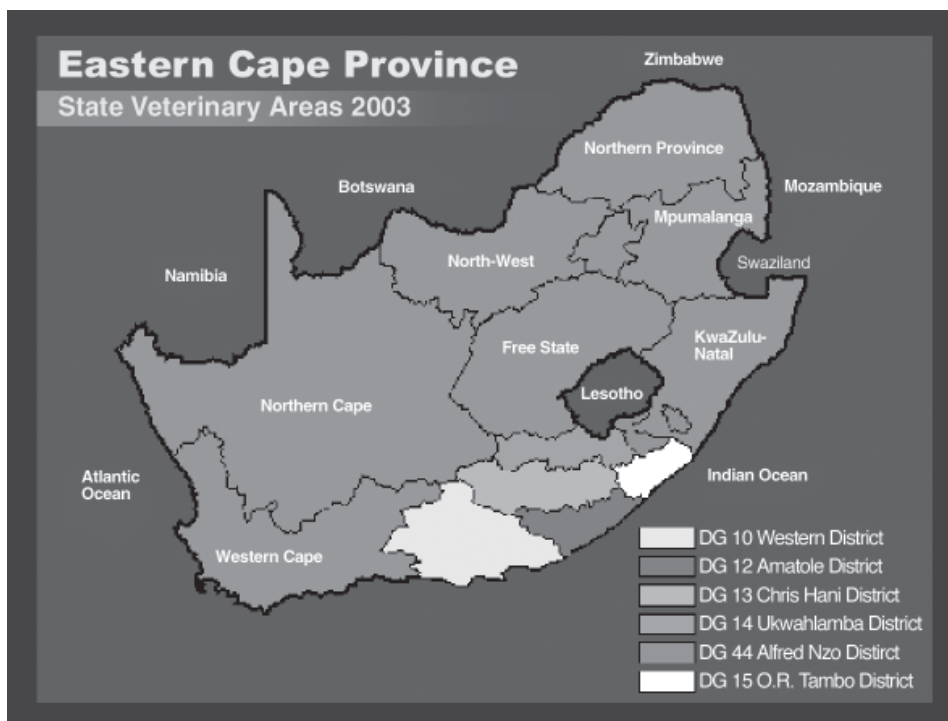 Eastern Cape Province
State Veterinary Areas 2003
Zimbabwe
Northern Province
Botswana
Mozambique
Mpumalanga
North-West
Swaziland
Namibia
KwaZulu-
Natal
Free State
Lesotho
Northern Cape
Atlantic
Ocean
Indian Ocean
Western Cape
DG 10 Western District
DG 12 Amatole District
DG 13 Chris Hani District
DG 14 Ukwahlamba District
DG 44 Alfred Nzo Distirct
DG 15 O.R. Tambo District